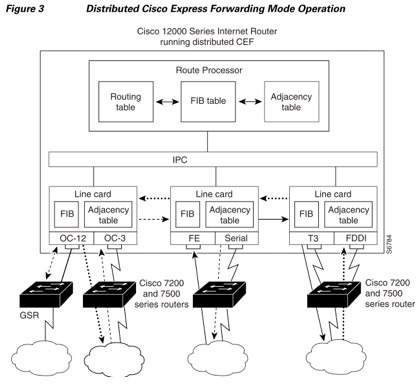 Figure 3 Distributed Cisco Express Forwarding Mode Operation
Cisco 12000 Series Internet Router
running distributed CEF
Route Processor
Routing
table
FIB table
Adjacency
table
IPC
Line card
FIB
Adjacency
table
OC-12
OC-3
Line card
FIB
Adjacency
table
FE
Serial
Line card
FIB
Adjacency
table
T3
FDDI
S6784
GSR
Cisco 7200
and 7500
series routers
Cisco 7200
and 7500
series router